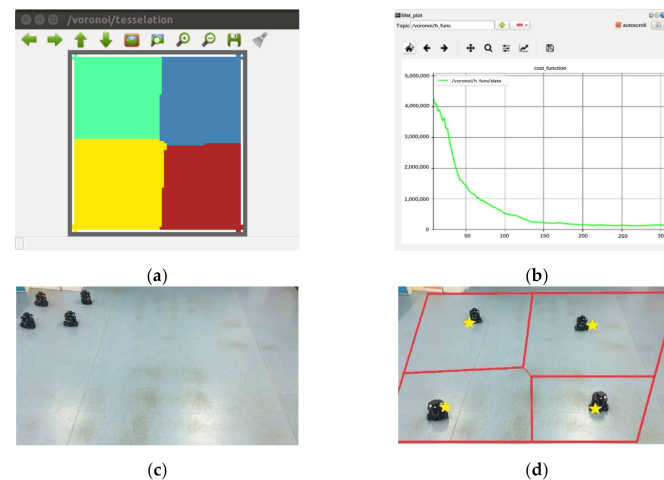 /voronoi/tesselation
Mat_plot
Topic /voronoi/h_func
autoscroll
cost_function
/voronoi/h_func/data
5,000,000
4,000,000
3,000,000
2,000,000
1,000,000
0
50 100 150 200 250 30
(a) (b)
(c) (d)